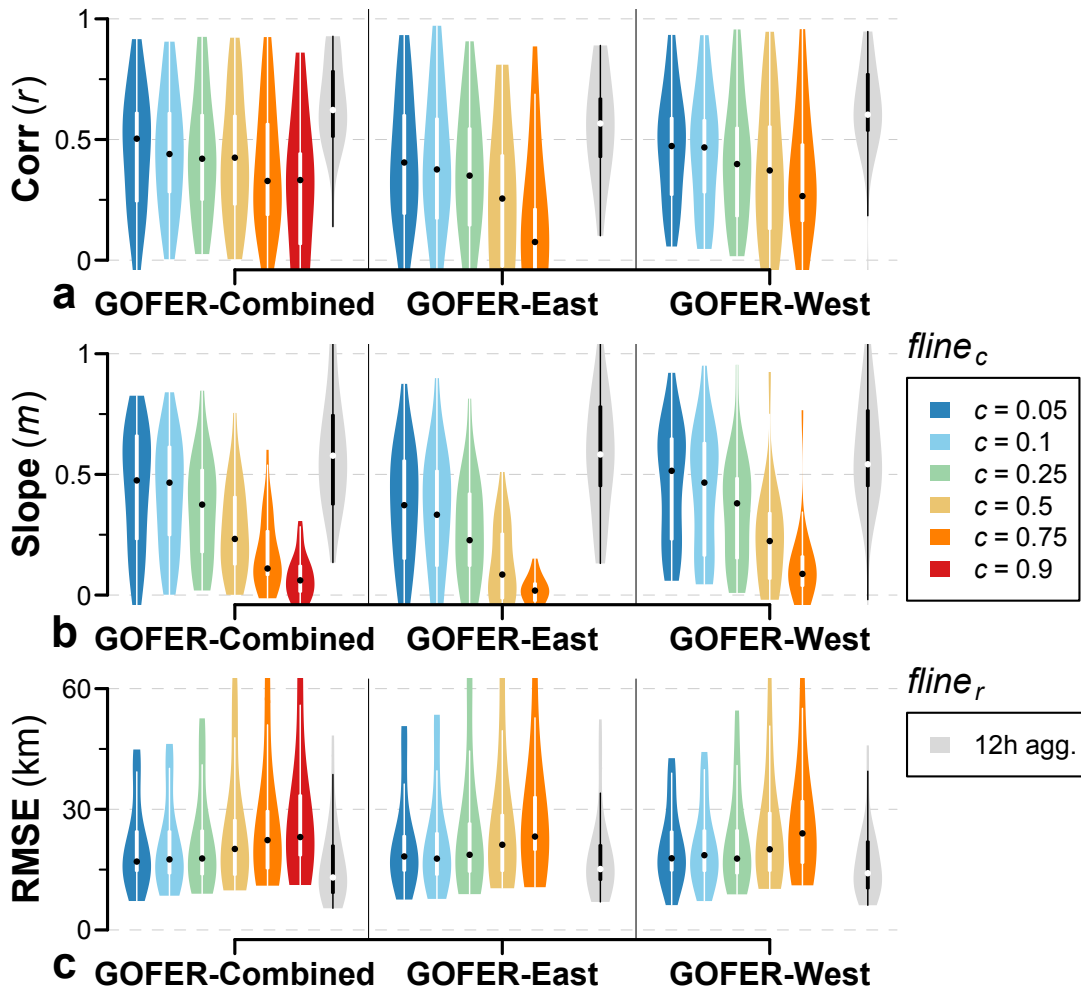 Corr (r)
1
0.5
0
a
GOFER-Combined
GOFER-East
GOFER-West
Slope (m)
1
0.5
0
b
GOFER-Combined
GOFER-East
GOFER-West
RMSE (km)
60
30
0
c
GOFER-Combined
GOFER-East
GOFER-West
fline c
c = 0.05
c = 0.1
c = 0.25
c = 0.5
c = 0.75
c = 0.9
fline r
12h agg.